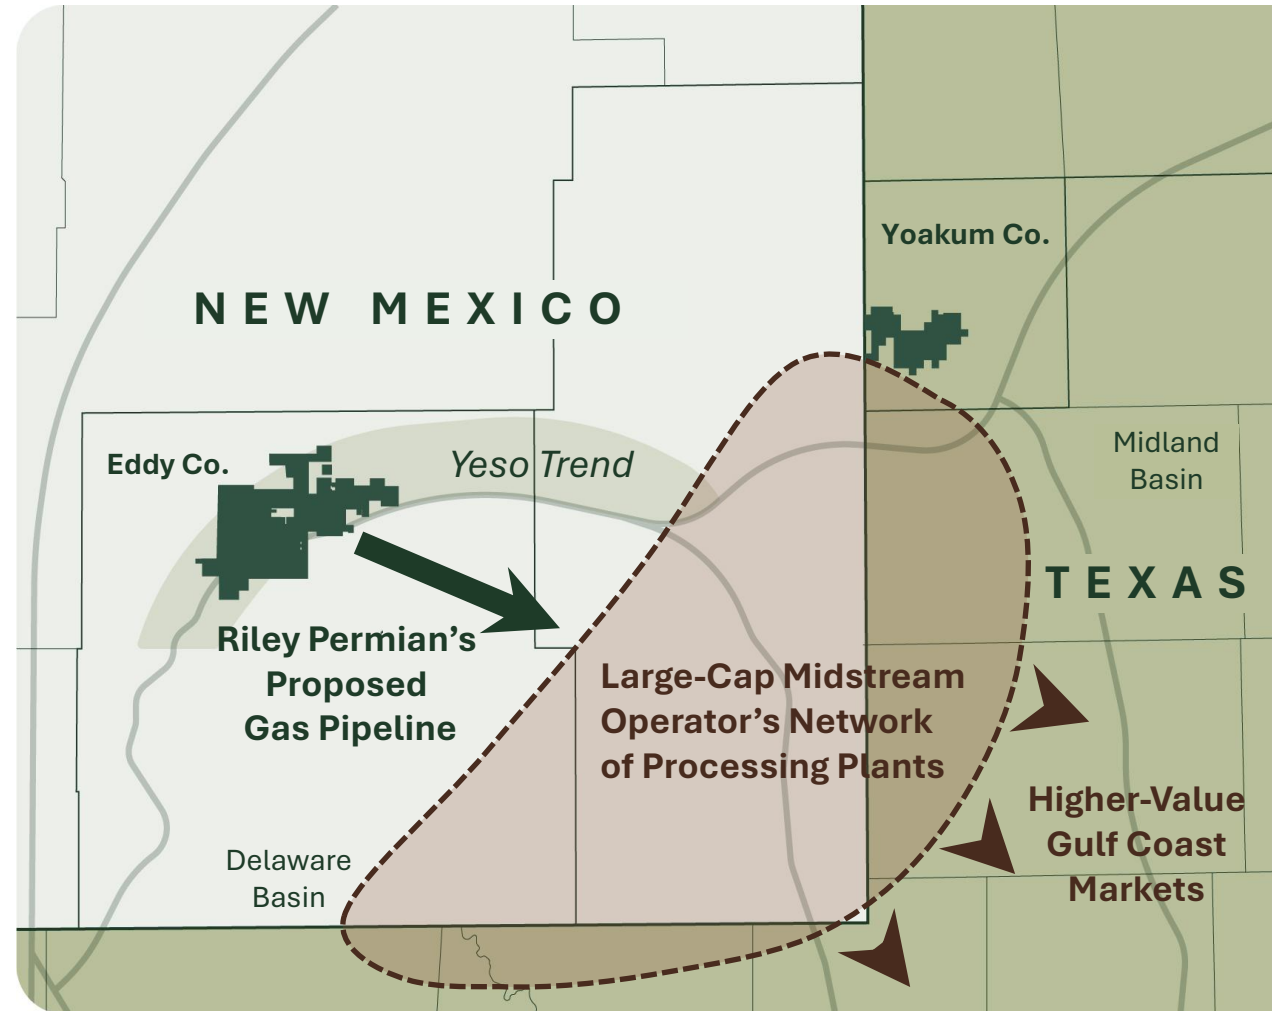 Yoakum Co.
NEW MEXICO
Midland
Basin
Eddy Co.
Yeso Trend
TEXAS
Riley Permian’s
Proposed
Gas Pipeline
Large-Cap Midstream
Operator’s Network
of Processing Plants
Higher-Value
Gulf Coast
Markets
Delaware
Basin